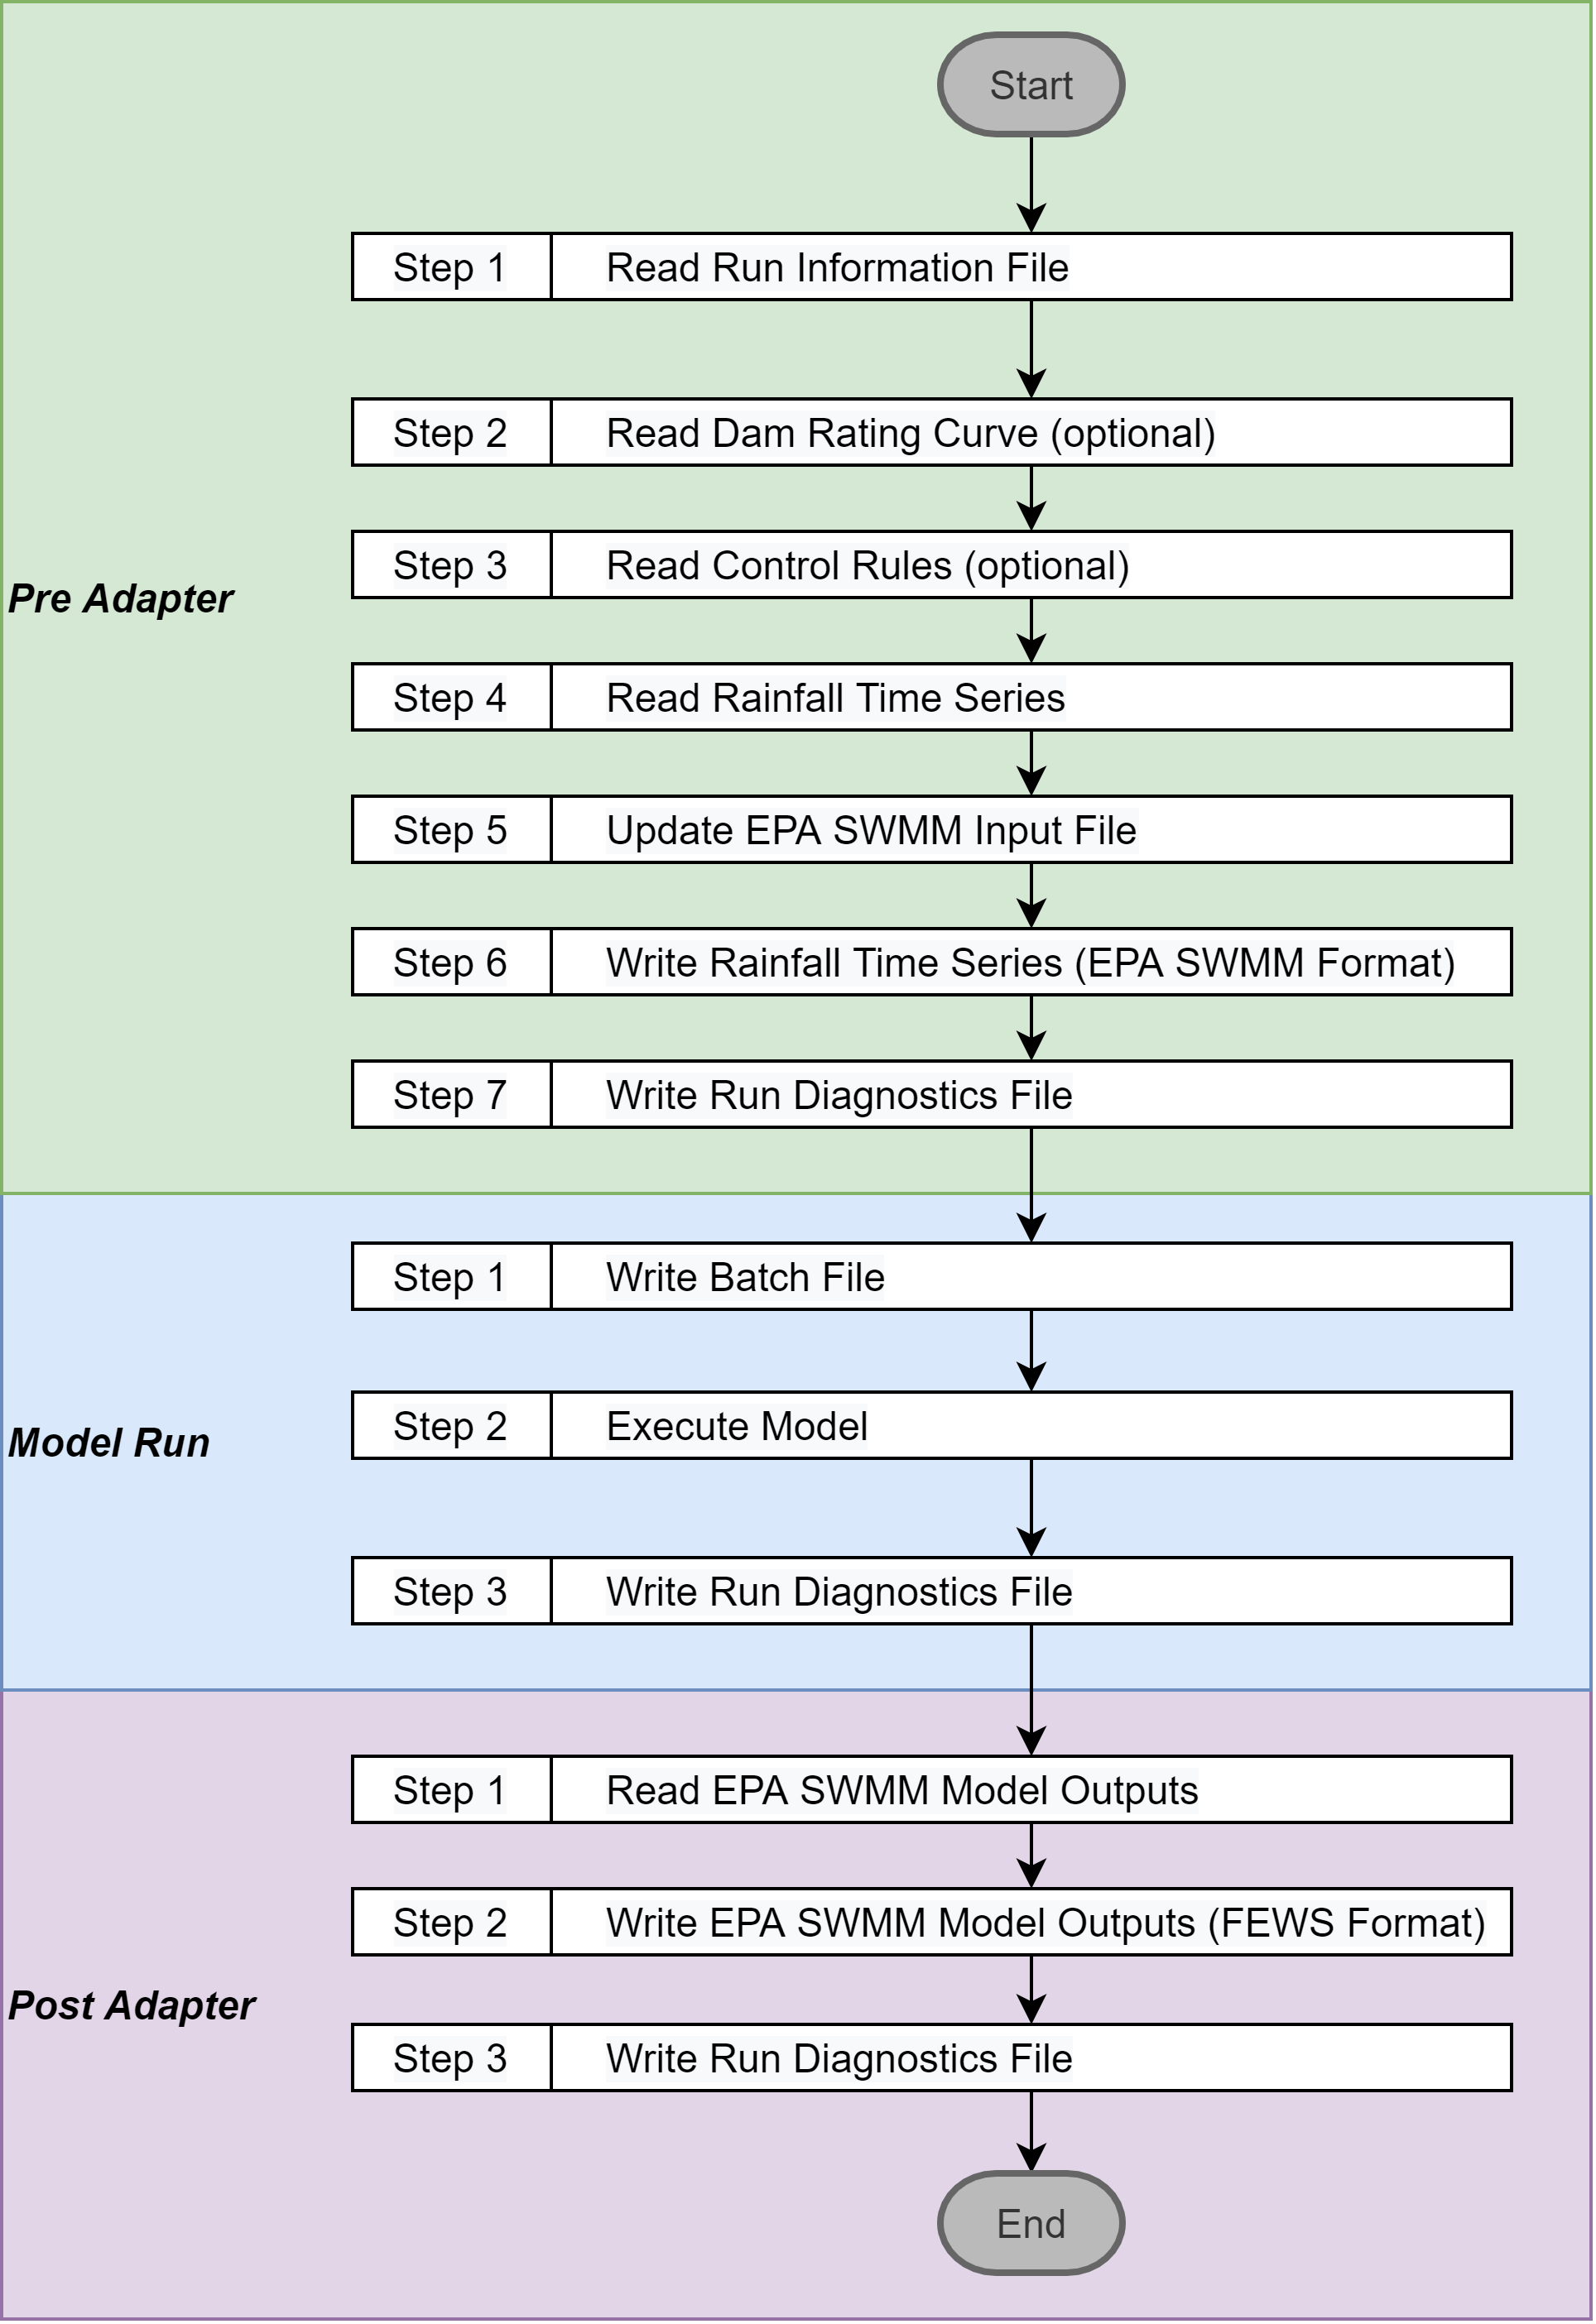 Start
Step 1 Read Run Information File
Step 2 Read Dam Rating Curve (optional)
Step 3 Read Control Rules (optional)
Pre Adapter
Step 4 Read Rainfall Time Series
Step 5 Update EPA SWMM Input File
Step 6 Write Rainfall Time Series (EPA SWMM Format)
Step 7 Write Run Diagnostics File
Step 1 Write Batch File
Step 2 Execute Model
Model Run
Step 3 Write Run Diagnostics File
Step 1 Read EPA SWMM Model Outputs
Step 2 Write EPA SWMM Model Outputs (FEWS Format)
Post Adapter
Step 3 Write Run Diagnostics File
End